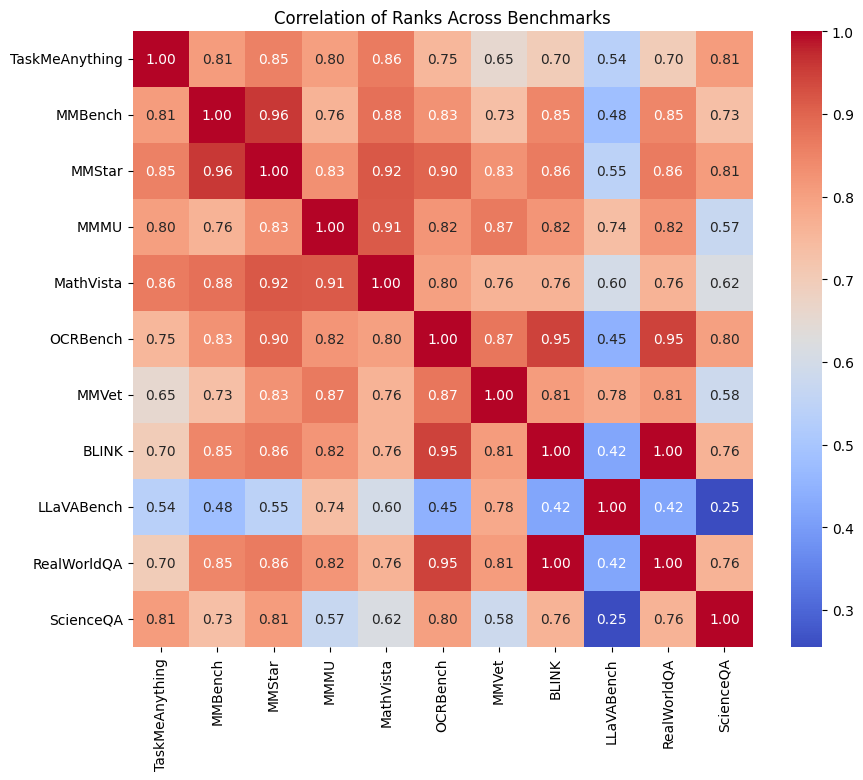 Correlation of Ranks Across Benchmarks
TaskMeAnything 1.00 0.81 0.85 0.80 0.86 0.75 0.65 0.70 0.54 0.70 0.81
MMBench 0.81 1.00 0.96 0.76 0.88 0.83 0.73 0.85 0.48 0.85 0.73
MMStar 0.85 0.96 1.00 0.83 0.92 0.90 0.83 0.86 0.55 0.86 0.81
MMMU 0.80 0.76 0.83 1.00 0.91 0.82 0.87 0.82 0.74 0.82 0.57
MathVista 0.86 0.88 0.92 0.91 1.00 0.80 0.76 0.76 0.60 0.76 0.62
OCRBench 0.75 0.83 0.90 0.82 0.80 1.00 0.87 0.95 0.45 0.95 0.80
MMVet 0.65 0.73 0.83 0.87 0.76 0.87 1.00 0.81 0.78 0.81 0.58
BLINK 0.70 0.85 0.86 0.82 0.76 0.95 0.81 1.00 0.42 1.00 0.76
LLaVABench 0.54 0.48 0.55 0.74 0.60 0.45 0.78 0.42 1.00 0.42 0.25
RealWorldQA 0.70 0.85 0.86 0.82 0.76 0.95 0.81 1.00 0.42 1.00 0.76
ScienceQA 0.81 0.73 0.81 0.57 0.62 0.80 0.58 0.76 0.25 0.76 1.00
TaskMeAnything
MMBench
MMStar
MMMU
MathVista
OCRBench
MMVet
BLINK
LLaVABench
RealWorldQA
ScienceQA
1.0
0.9
0.8
0.7
0.6
0.5
0.4
0.3